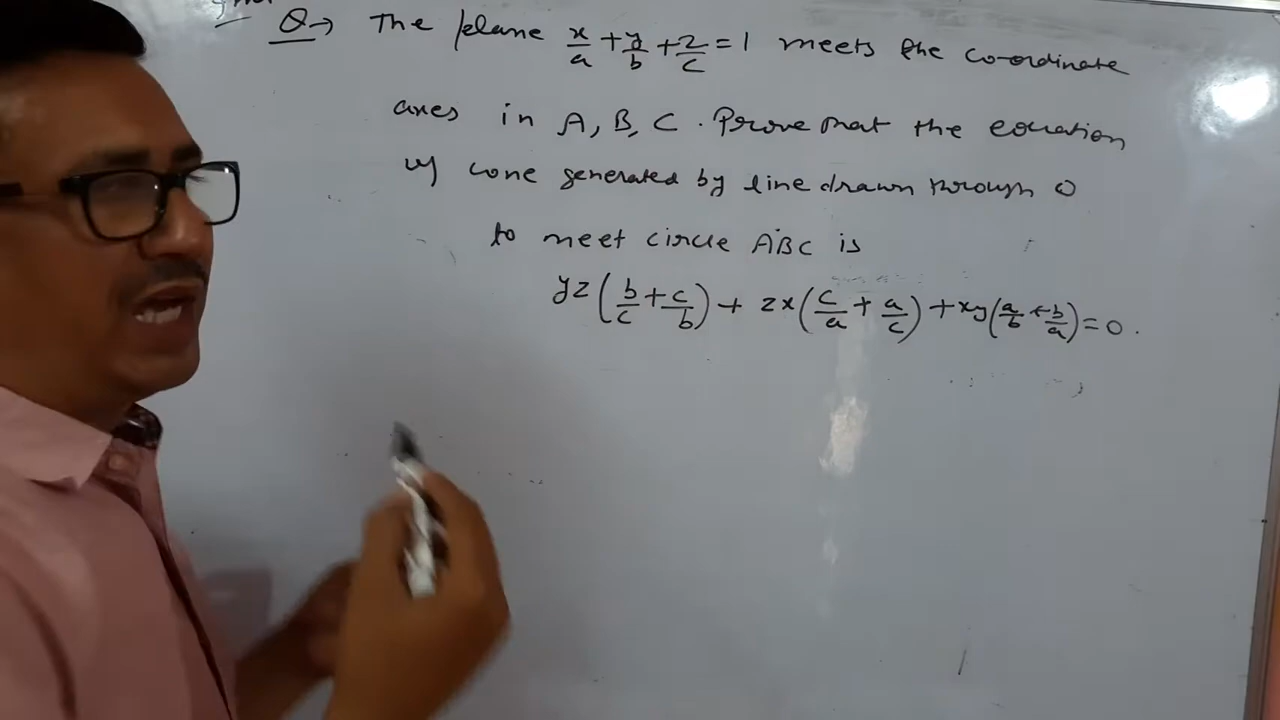 Q→ The plane x/a + y/b + z/c = 1 meets the co-ordinate
axes in A, B, C. Prove that the equation
of cone generated by line drawn through O
to meet circle ABC is
yz(b/c + c/b) + zx(c/a + a/c) + xy(a/b + b/a) = 0.